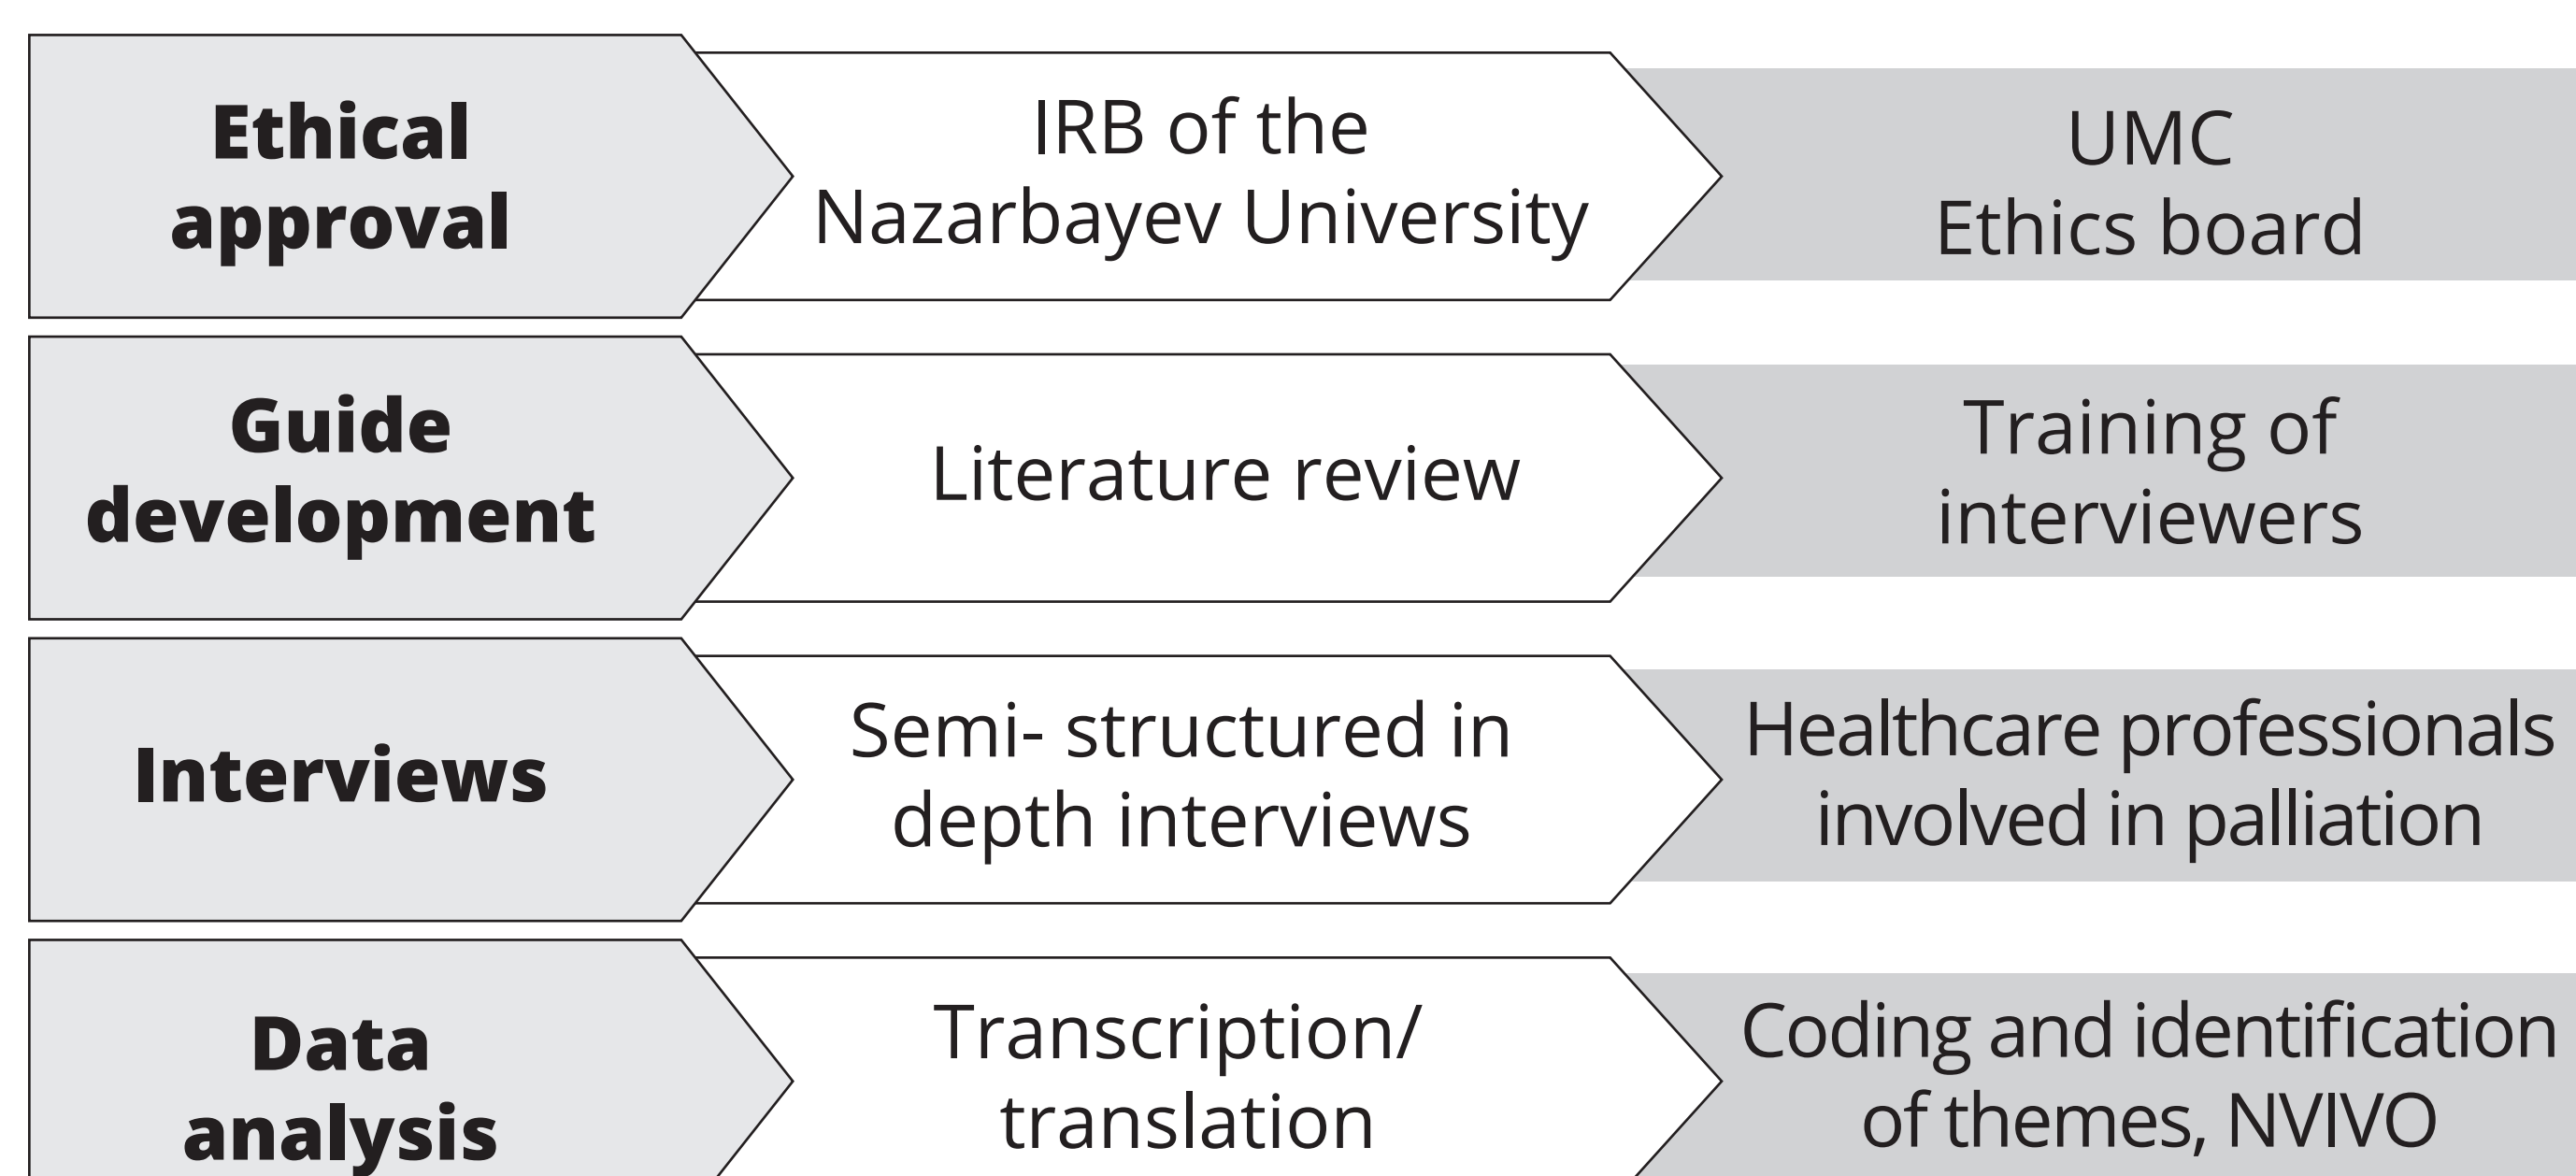 Ethical
approval
IRB of the
Nazarbayev University
UMC
Ethics board
Guide
development
Literature review
Training of
interviewers
Interviews
Semi- structured in
depth interviews
Healthcare professionals
involved in palliation
Data
analysis
Transcription/
translation
Coding and identification
of themes, NVIVO